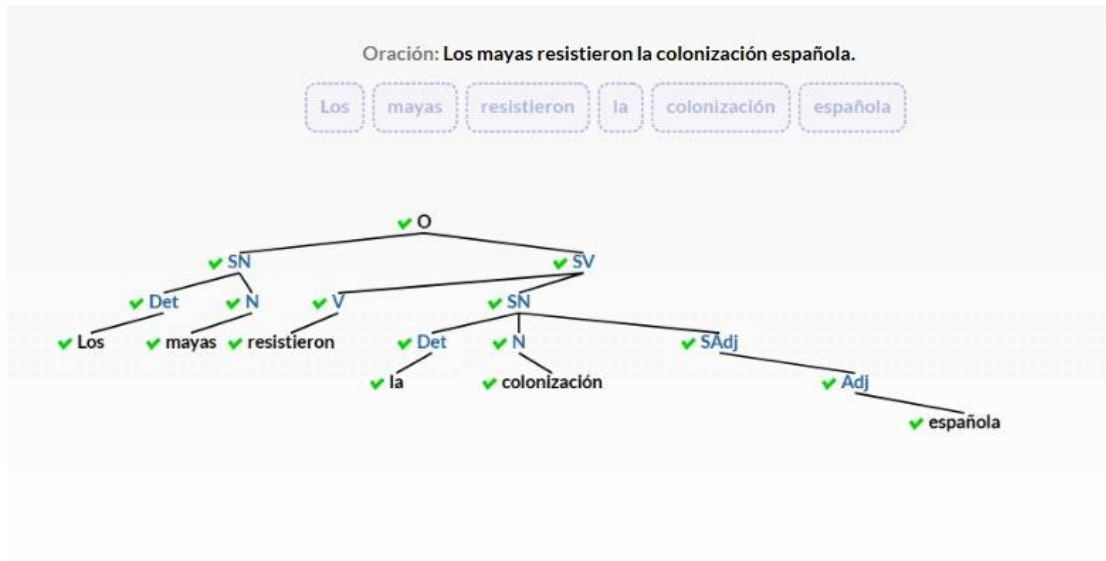 Oración: Los mayas resistieron la colonización española.
Los mayas resistieron la colonización española
O
SN SV
Det N V SN
Los mayas resistieron Det N SAdj
la colonización Adj
española